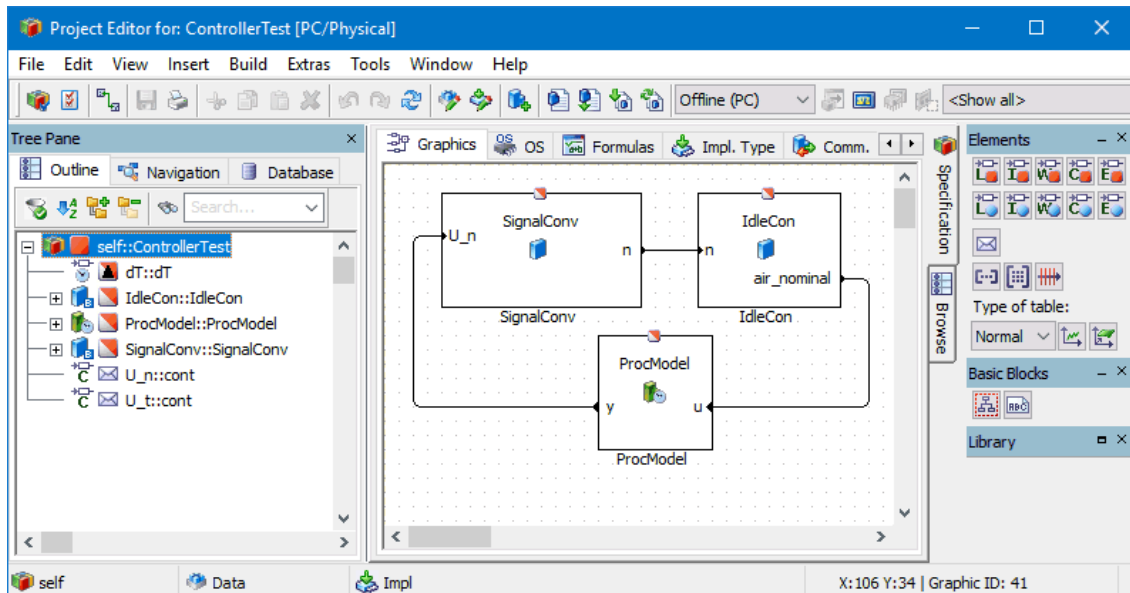 Project Editor for: ControllerTest [PC/Physical]
File Edit View Insert Build Extras Tools Window Help
Offline (PC) <Show all>
Tree Pane
Outline Navigation Database
Search...
self::ControllerTest
dT::dT
IdleCon::IdleCon
ProcModel::ProcModel
SignalConv::SignalConv
C U_n::cont
C U_t::cont
Graphics OS OS Formulas Impl. Type Comm.
SignalConv
U_n
n
SignalConv
IdleCon
n
air_nominal
IdleCon
ProcModel
y u
ProcModel
Specification
Browse
Elements
L I W C E
L I W C E
Type of table:
Normal
Basic Blocks
ABC
Library
self Data Impl X:106 Y:34 Graphic ID: 41